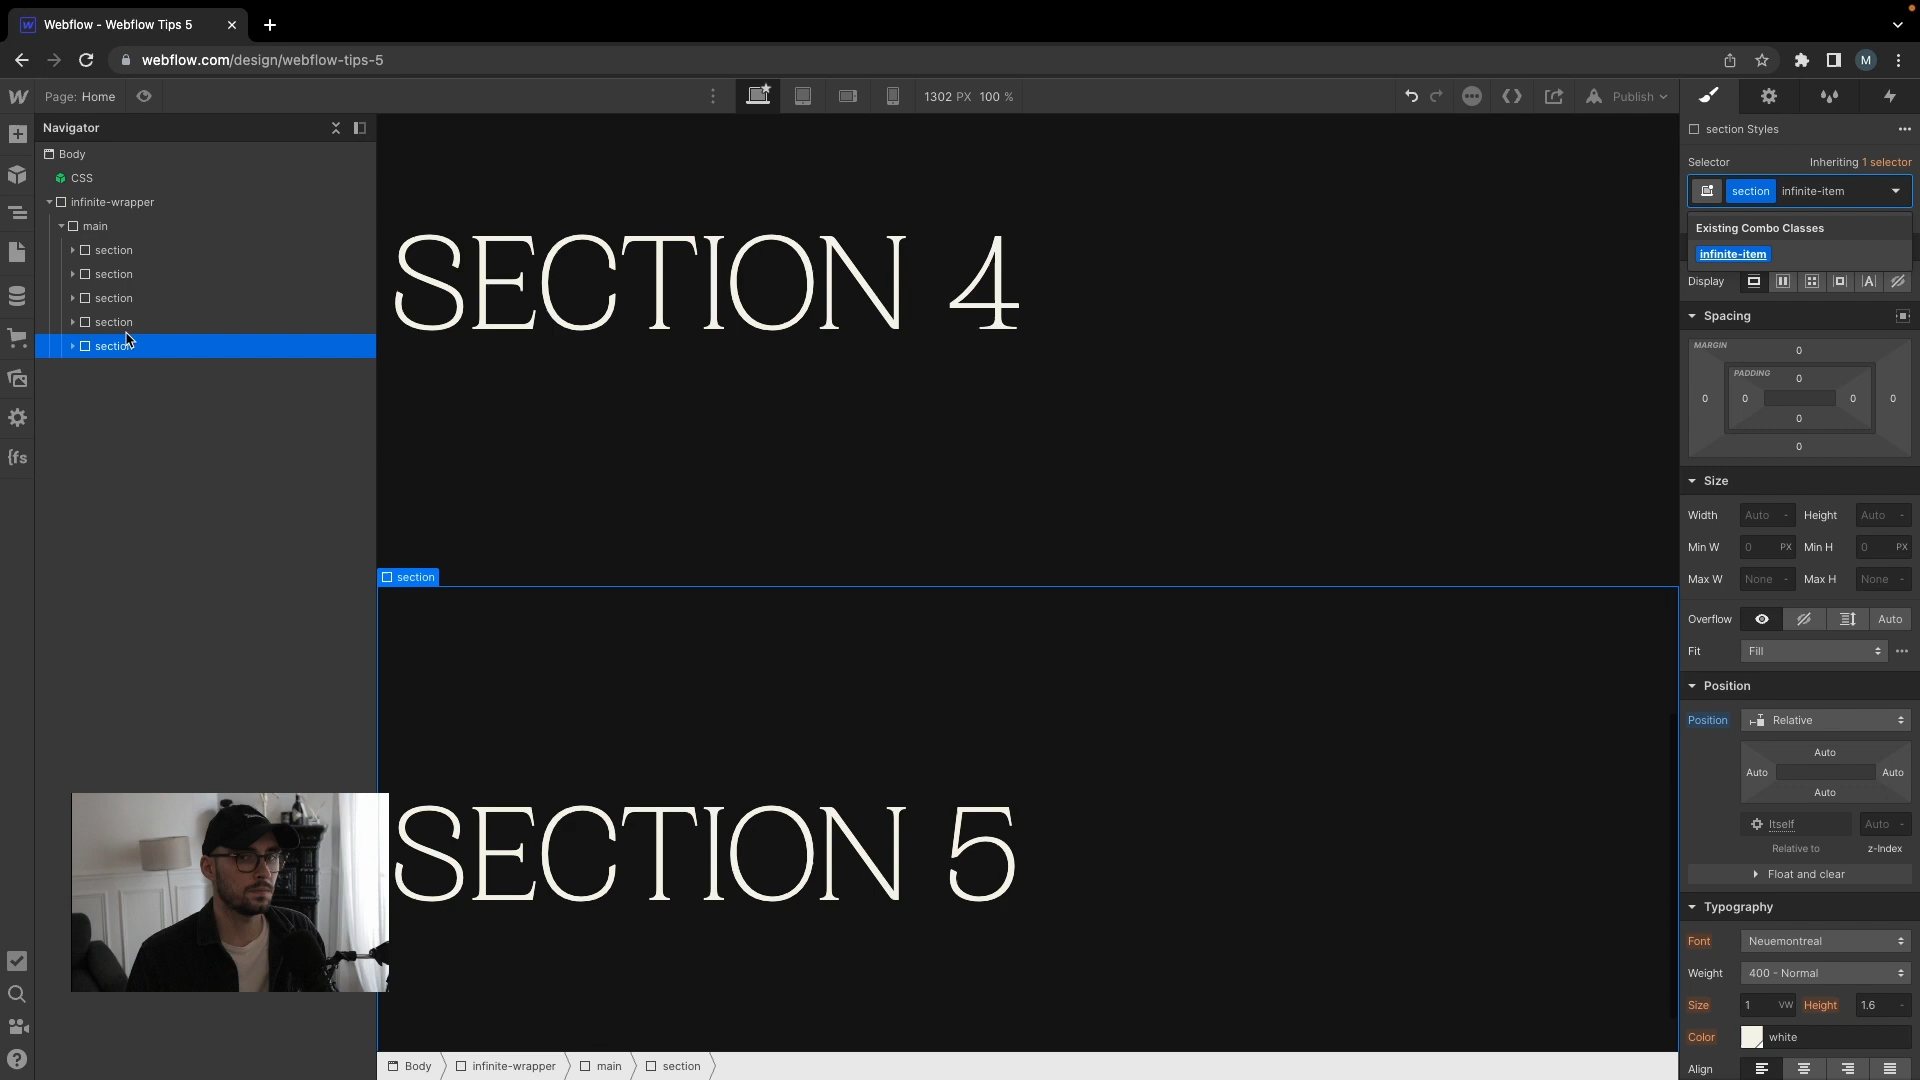 Webflow - Webflow Tips 5
webflow.com/design/webflow-tips-5
M
Page: Home
1302 PX 100 %
Publish
Navigator
Body
CSS
infinite-wrapper
main
section
section
section
section
section
{fs
SECTION 4
section
SECTION 5
Body
infinite-wrapper
main
section
section Styles
Selector
Inheriting 1 selector
section infinite-item
Existing Combo Classes
infinite-item
Display
Spacing
MARGIN
0
PADDING
0
0 0 0 0
0
0
Size
Width Auto - Height Auto -
Min W 0 PX Min H 0 PX
Max W None - Max H None -
Overflow Auto
Fit Fill
Position
Position Relative
Auto
Auto Auto
Auto
Itself Auto -
Relative to z-Index
Float and clear
Typography
Font Neuemontreal
Weight 400 - Normal
Size 1 VW Height 1.6 -
Color white
Align